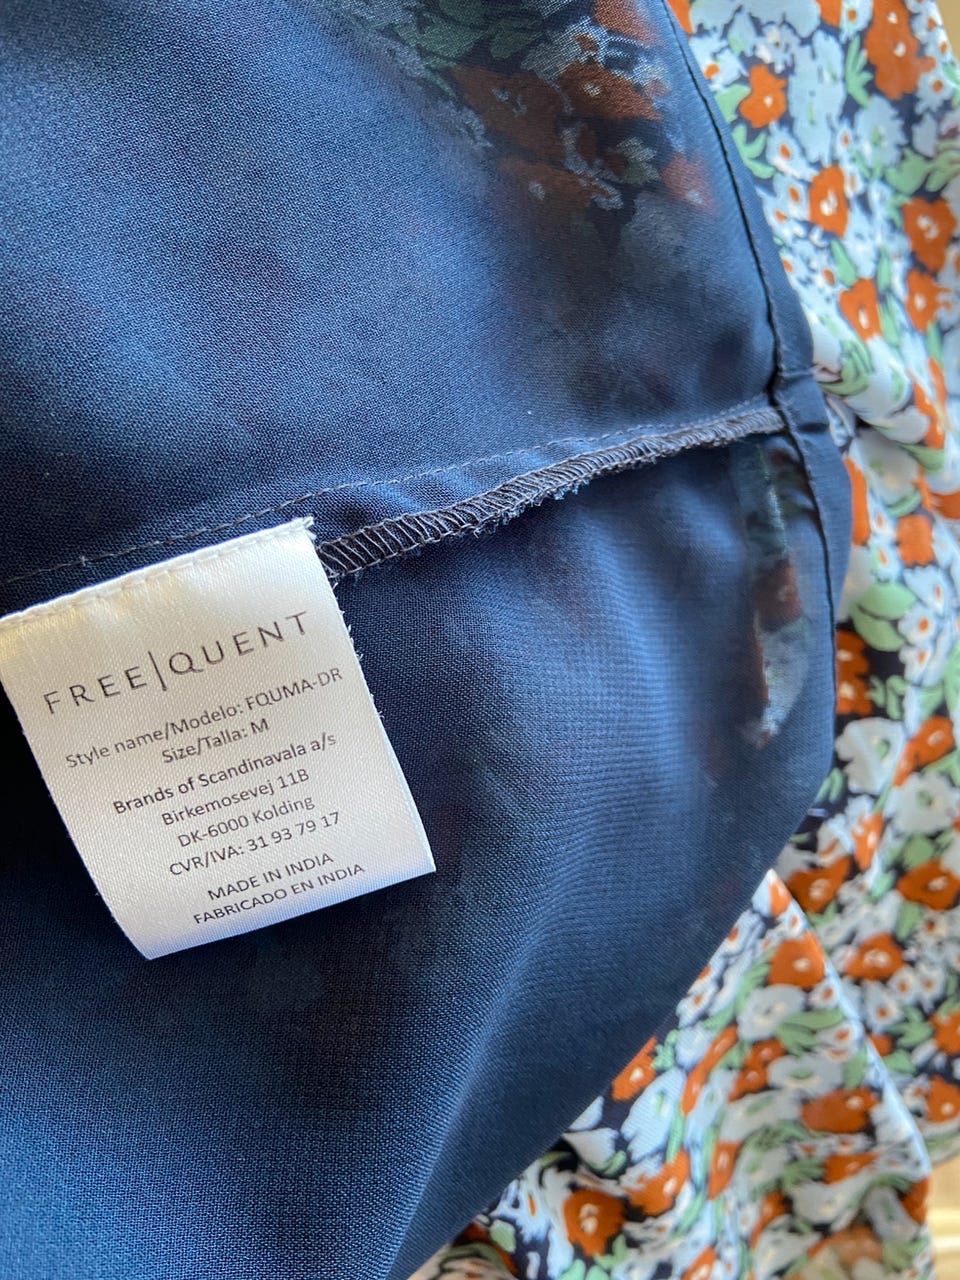 FREE|QUENT
Style name/Modelo: FQUMA-DR
Size/Talla: M
Brands of Scandinavala a/s
Birkemosevej 11B
DK-6000 Kolding
CVR/IVA: 31 93 79 17
MADE IN INDIA
FABRICADO EN INDIA